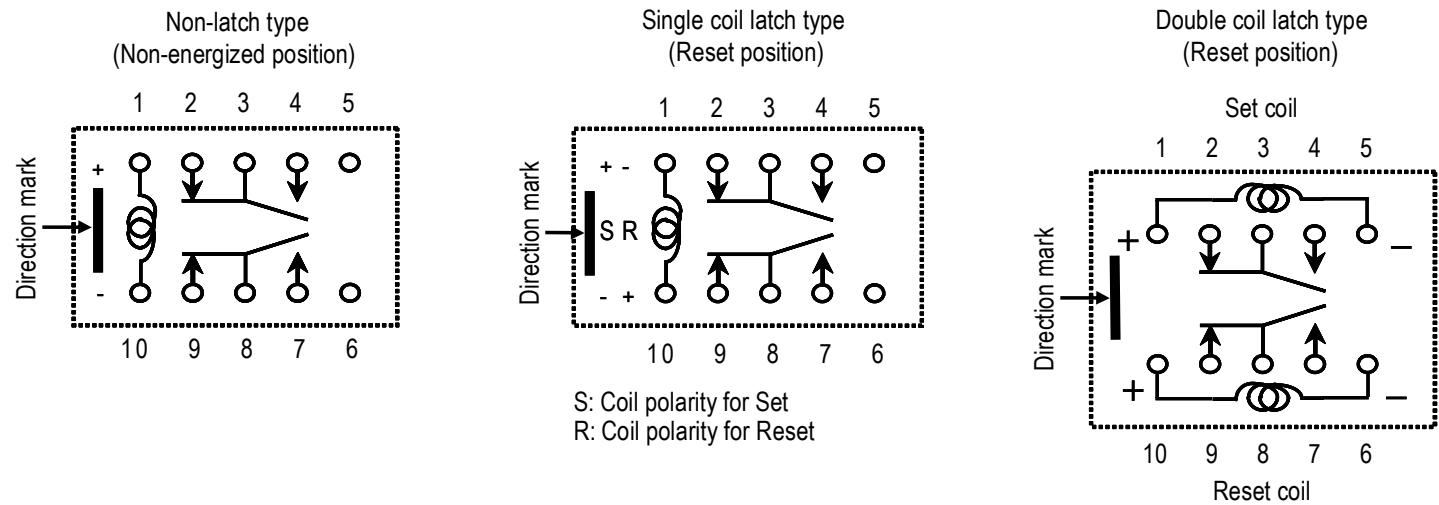 Non-latch type
(Non-energized position)
1 2 3 4 5
Direction mark
+
-
10 9 8 7 6
Single coil latch type
(Reset position)
1 2 3 4 5
Direction mark
+ -
S R
- +
10 9 8 7 6
S: Coil polarity for Set
R: Coil polarity for Reset
Double coil latch type
(Reset position)
Set coil
1 2 3 4 5
Direction mark
+ –
+ –
10 9 8 7 6
Reset coil